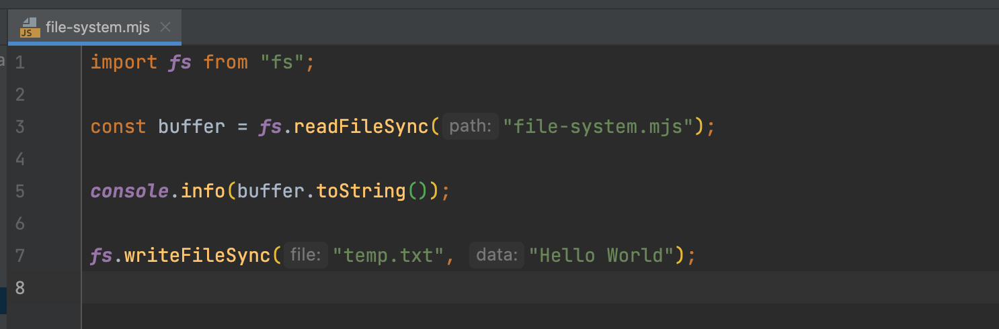 JS file-system.mjs
a
1 import fs from "fs";
2
3 const buffer = fs.readFileSync( path: "file-system.mjs");
4
5 console.info(buffer.toString());
6
7 fs.writeFileSync( file: "temp.txt", data: "Hello World");
8